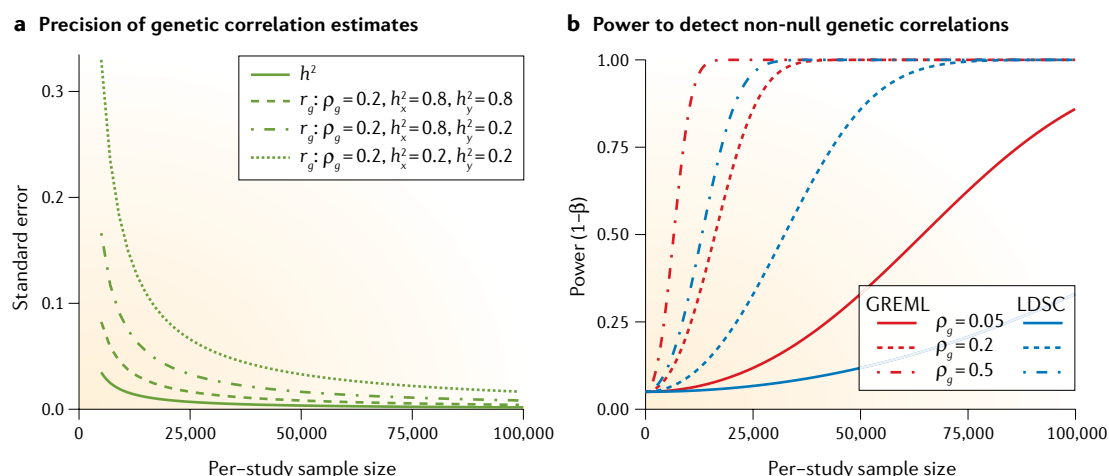 a Precision of genetic correlation estimates
0.3
0.2
0.1
0.0
Standard error
h²
r_g: ρ_g = 0.2, h²_x = 0.8, h²_y = 0.8
r_g: ρ_g = 0.2, h²_x = 0.8, h²_y = 0.2
r_g: ρ_g = 0.2, h²_x = 0.2, h²_y = 0.2
0 25,000 50,000 75,000 100,000
Per-study sample size
b Power to detect non-null genetic correlations
1.00
0.75
0.50
0.25
0.00
Power (1–β)
GREML LDSC
ρ_g = 0.05
ρ_g = 0.2
ρ_g = 0.5
0 25,000 50,000 75,000 100,000
Per–study sample size